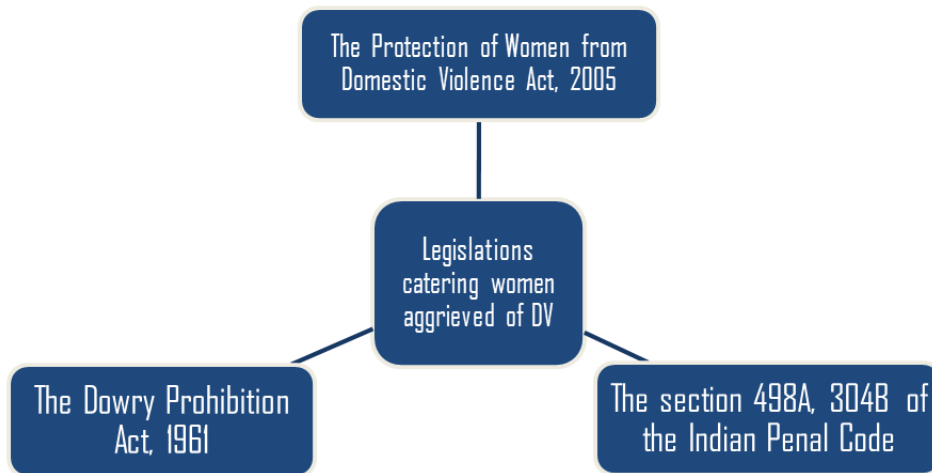 The Protection of Women from
Domestic Violence Act, 2005
Legislations
catering women
aggrieved of DV
The Dowry Prohibition
Act, 1961
The section 498A, 304B of
the Indian Penal Code